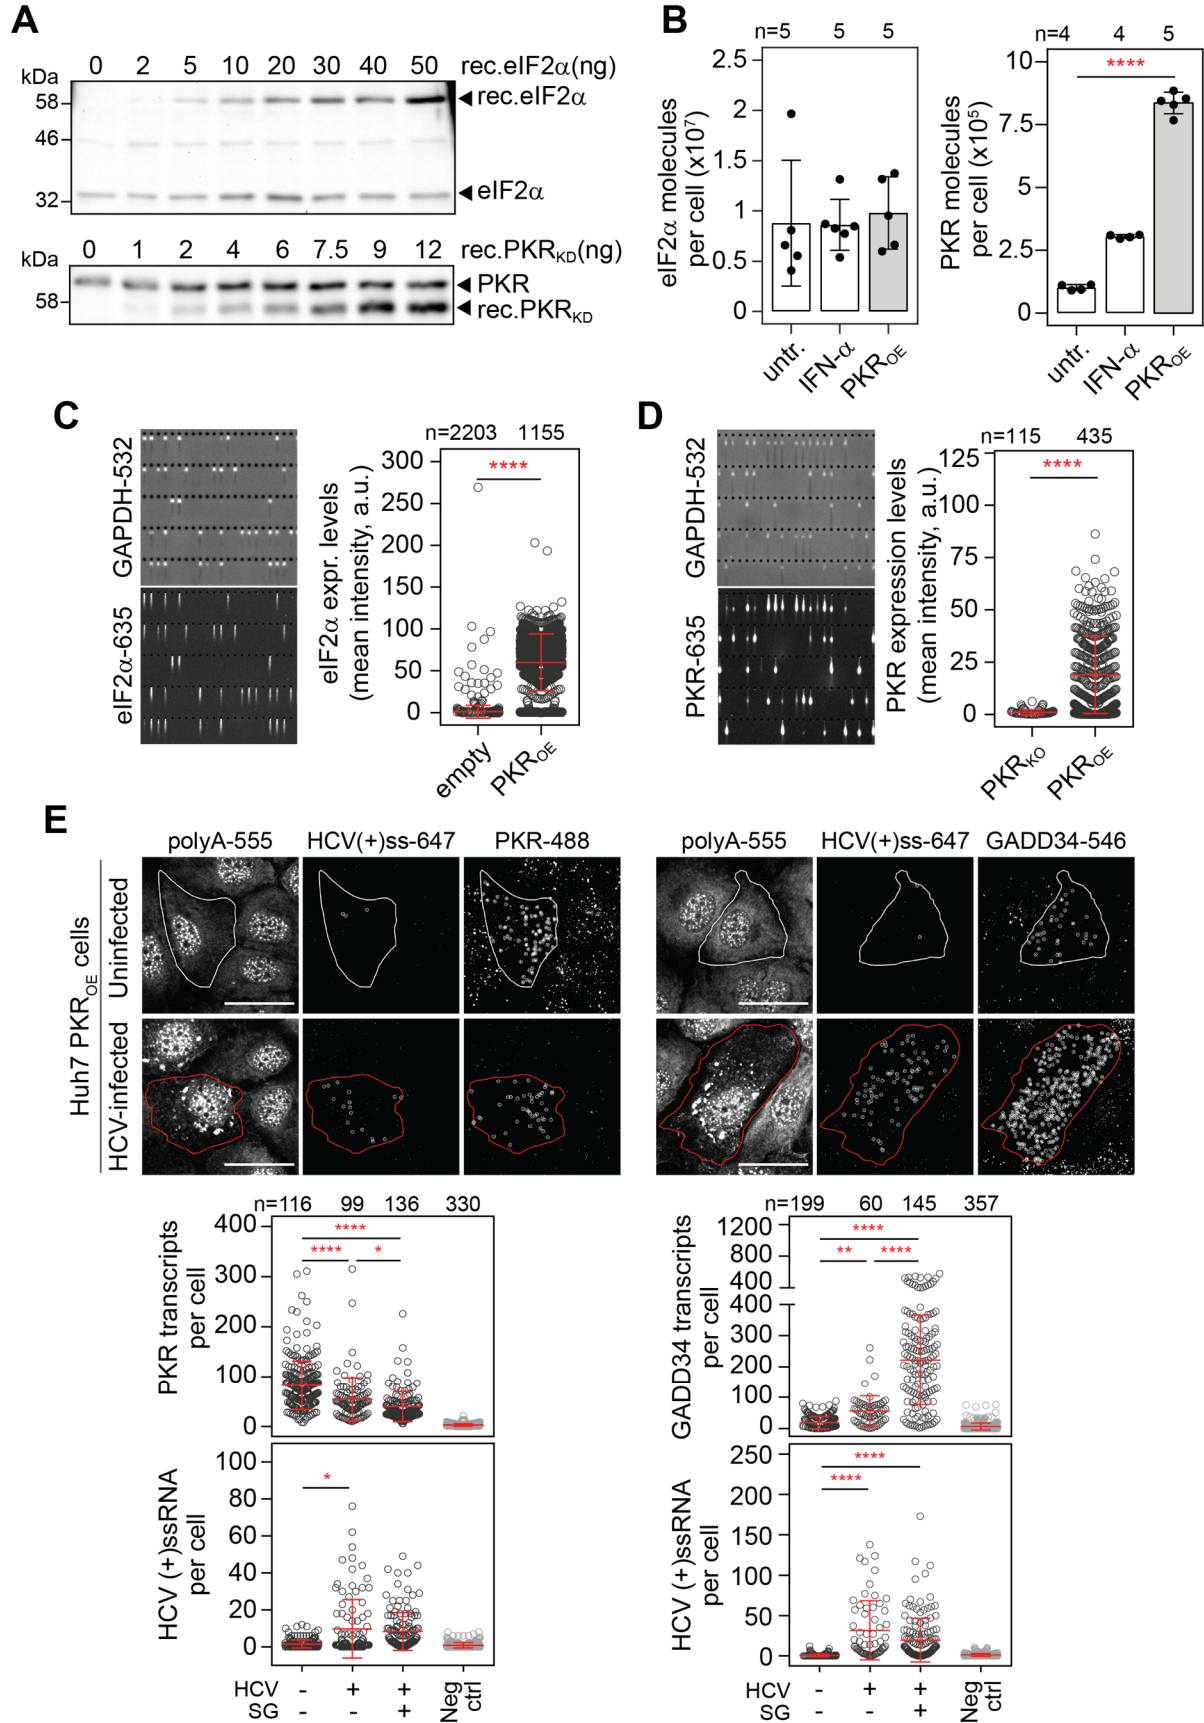 A
kDa
0 2 5 10 20 30 40 50 rec.eIF2α(ng)
58
rec.eIF2α
46
32
eIF2α
kDa
0 1 2 4 6 7.5 9 12 rec.PKRKD(ng)
PKR
58
rec.PKRKD
B
n=5 5 5
eIF2α molecules
per cell (x10⁷)
2.5
2
1.5
1
0.5
0
untr.
IFN-α
PKROE
n=4 4 5
PKR molecules
per cell (x10⁵)
****
10
7.5
5
2.5
0
untr.
IFN-α
PKROE
C
GAPDH-532
eIF2α-635
n=2203 1155
eIF2α expr. levels
(mean intensity, a.u.)
****
300
250
200
150
100
50
0
empty
PKROE
D
GAPDH-532
PKR-635
n=115 435
PKR expression levels
(mean intensity, a.u.)
****
125
100
75
50
25
0
PKRKO
PKROE
E
polyA-555 HCV(+)ss-647 PKR-488 polyA-555 HCV(+)ss-647 GADD34-546
Huh7 PKROE cells
Uninfected
HCV-infected
n=116 99 136 330
PKR transcripts
per cell
****
**** *
400
300
200
100
0
HCV (+)ssRNA
per cell
*
100
80
60
40
20
0
HCV - + +
SG - - +
Neg
ctrl
n=199 60 145 357
GADD34 transcripts
per cell
****
** ****
1200
800
400
400
300
200
100
0
HCV (+)ssRNA
per cell
****
****
250
200
150
100
50
0
HCV - + +
SG - - +
Neg
ctrl